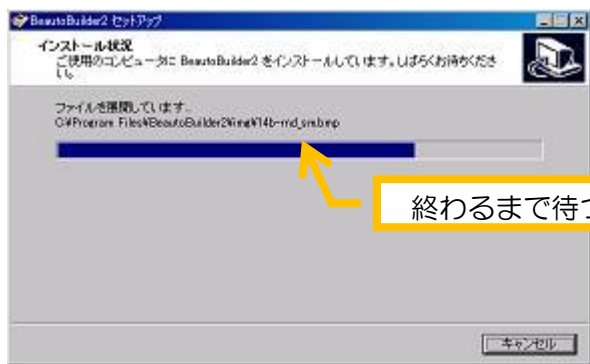 BeautoBuilder2 セットアップ
インストール状況
ご使用のコンピュータに BeautoBuilder2 をインストールしています。しばらくお待ちくださ
い。
ファイルを展開しています...
C:¥Program Files¥BeautoBuilder2¥img¥14b-rnd_sm.bmp
終わるまで待つ
キャンセル